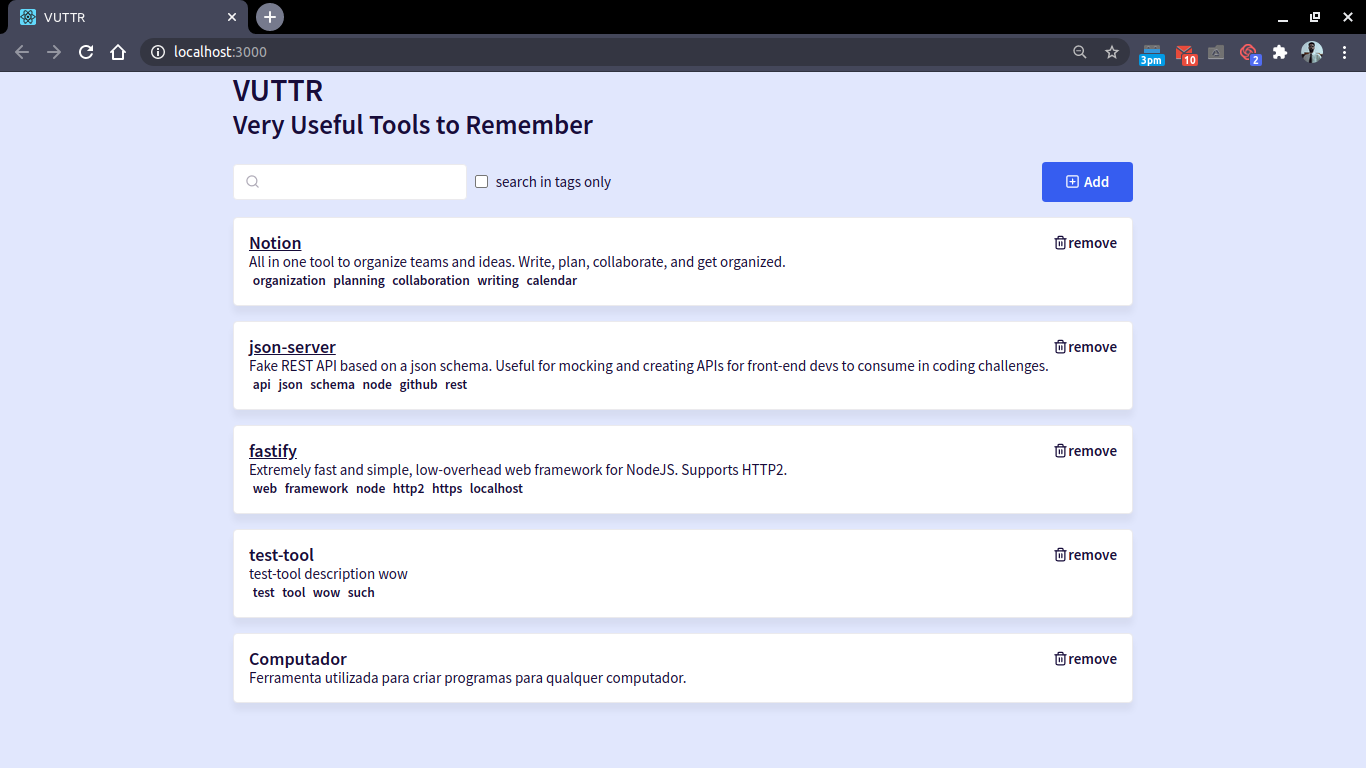 VUTTR
localhost:3000
3pm
10
2
VUTTR
Very Useful Tools to Remember
search in tags only
Add
Notion
remove
All in one tool to organize teams and ideas. Write, plan, collaborate, and get organized.
organization planning collaboration writing calendar
json-server
remove
Fake REST API based on a json schema. Useful for mocking and creating APIs for front-end devs to consume in coding challenges.
api json schema node github rest
fastify
remove
Extremely fast and simple, low-overhead web framework for NodeJS. Supports HTTP2.
web framework node http2 https localhost
test-tool
remove
test-tool description wow
test tool wow such
Computador
remove
Ferramenta utilizada para criar programas para qualquer computador.